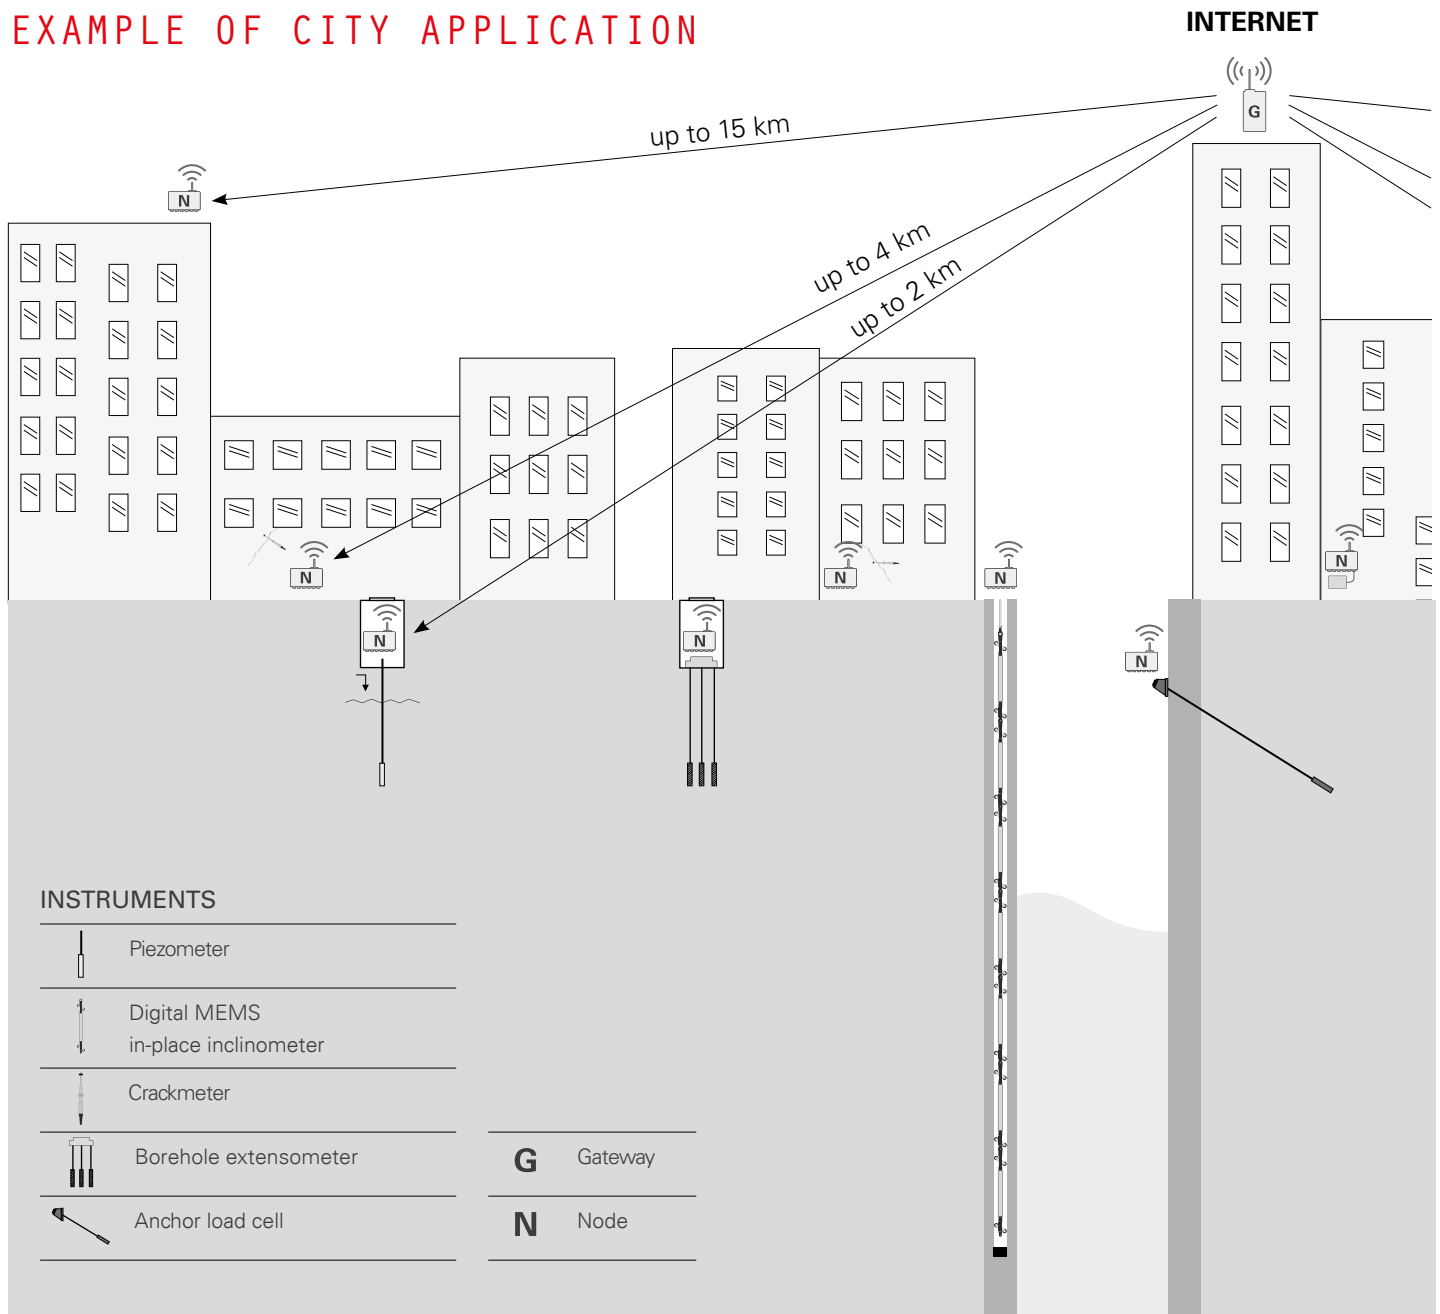 EXAMPLE OF CITY APPLICATION
INTERNET
G
up to 15 km
N
up to 4 km
up to 2 km
N
N
N
N
N
N
N
N
INSTRUMENTS
Piezometer
Digital MEMS
in-place inclinometer
Crackmeter
Borehole extensometer
G Gateway
Anchor load cell
N Node